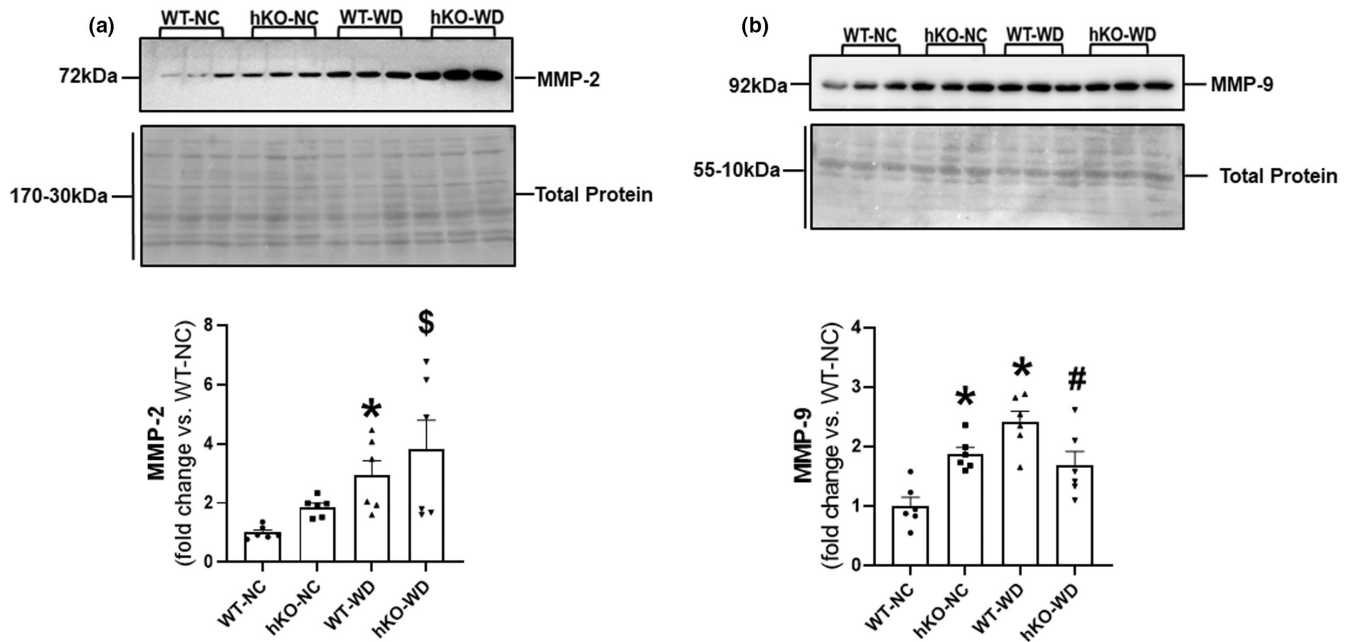 (a)
WT-NC hKO-NC WT-WD hKO-WD
72kDa MMP-2
170-30kDa Total Protein
MMP-2
(fold change vs. WT-NC)
8
6
4
2
0
*
$
WT-NC
hKO-NC
WT-WD
hKO-WD
(b)
WT-NC hKO-NC WT-WD hKO-WD
92kDa MMP-9
55-10kDa Total Protein
MMP-9
(fold change vs. WT-NC)
4
3
2
1
0
*
*
#
WT-NC
hKO-NC
WT-WD
hKO-WD